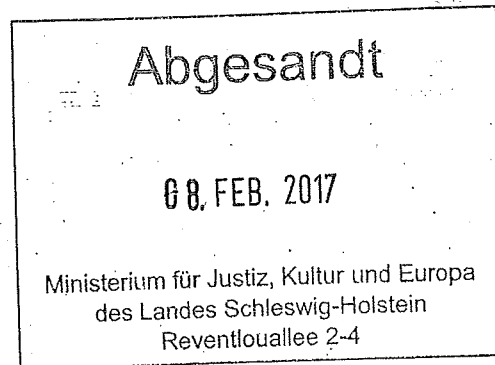 Abgesandt
08. FEB. 2017
Ministerium für Justiz, Kultur und Europa
des Landes Schleswig-Holstein
Reventlouallee 2-4